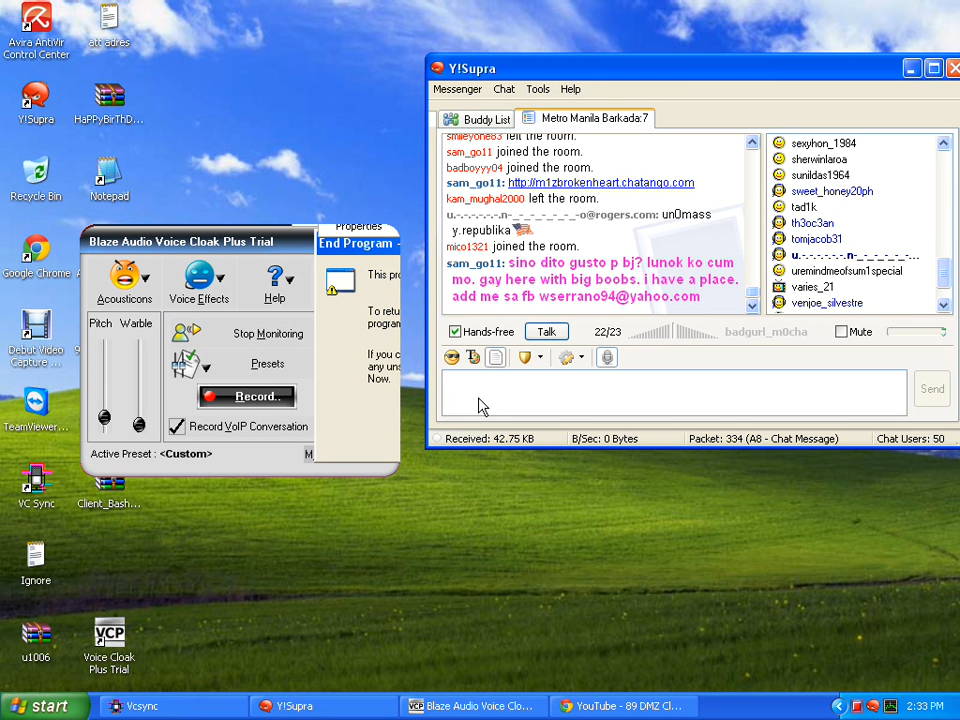 Avira AntiVir
Control Center
att adres
Y!Supra
HaPPyBirThD...
Recycle Bin
Notepad
Google Chrome
Debut Video
Capture ...
9
TeamViewer...
VC Sync
Client_Bash...
Ignore
u1006
VCP
Voice Cloak
Plus Trial
Blaze Audio Voice Cloak Plus Trial
Acousticons
Voice Effects
Help
Pitch
Warble
Stop Monitoring
Presets
Record..
Record VoIP Conversation
Active Preset : <Custom>
M
Properties
End Program -
This pro
To retu
program
If you c
any uns
Now.
Y!Supra
Messenger
Chat
Tools
Help
Buddy List
Metro Manila Barkada:7
smileyone83 left the room.
sam_go11 joined the room.
badboyyy04 joined the room.
sam_go11: http://m1zbrokenheart.chatango.com
kam_mughal2000 left the room.
u.-.-.-.-.-.n-_-_-_-_-_-o@rogers.com: un0mass
y.republika
mico1321 joined the room.
sam_go11: sino dito gusto p bj? lunok ko cum
mo. gay here with big boobs. i have a place.
add me sa fb wserrano94@yahoo.com
sexyhon_1984
sherwinlaroa
sunildas1964
sweet_honey20ph
tad1k
th3oc3an
tomjacob31
u.-.-.-.-.-.n-_-_-_-_-_-...
uremindmeofsum1special
varies_21
venjoe_silvestre
Hands-free
Talk
22/23
badgurl_m0cha
Mute
Send
Received: 42.75 KB
B/Sec: 0 Bytes
Packet: 334 (A8 - Chat Message)
Chat Users: 50
start
Vcsync
Y!Supra
VCP Blaze Audio Voice Clo...
YouTube - 89 DMZ Cl...
2:33 PM